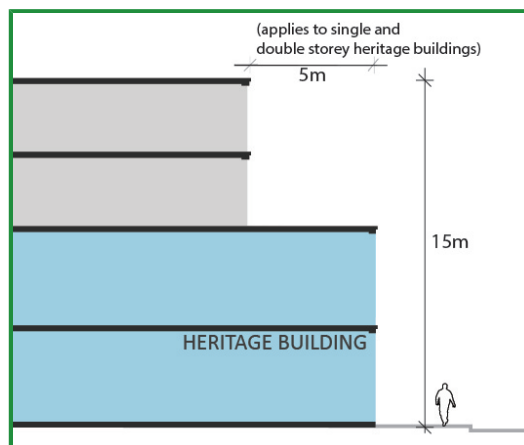 (applies to single and
double storey heritage buildings)
5m
15m
HERITAGE BUILDING